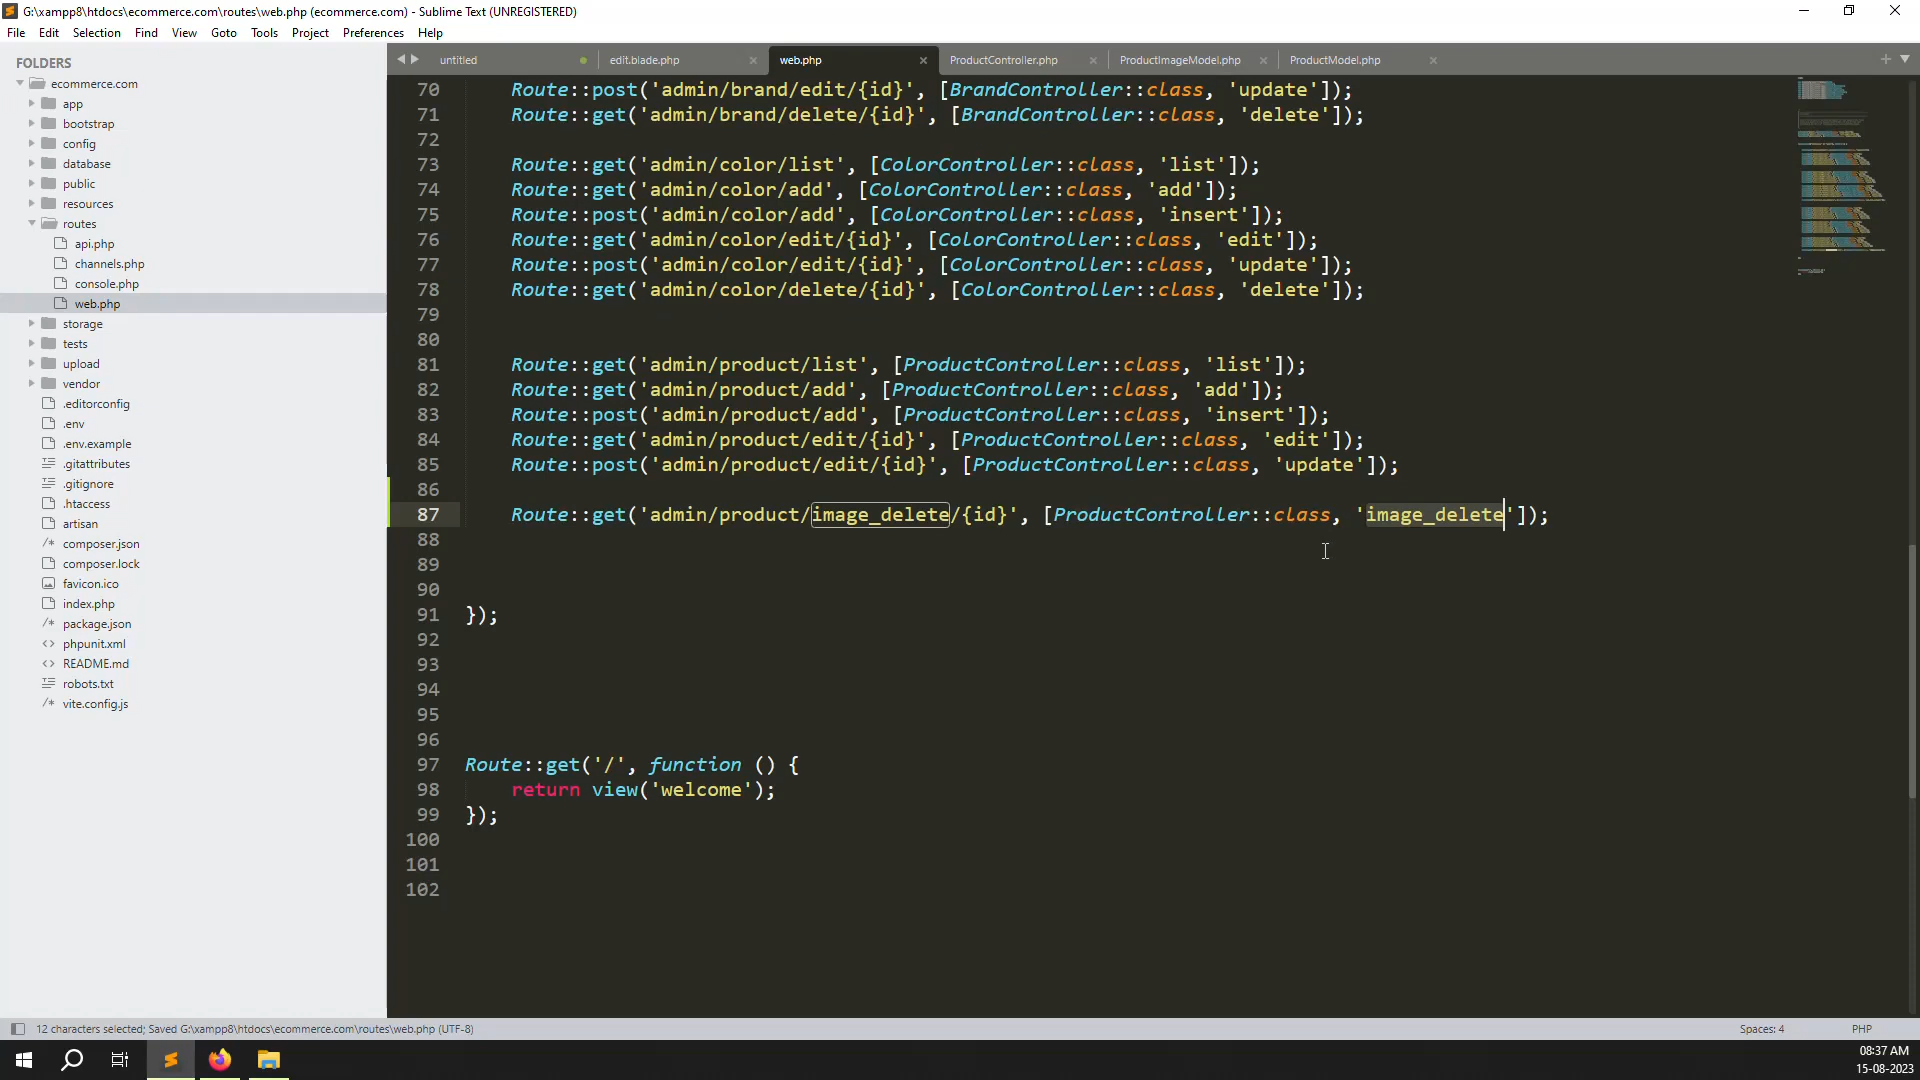 G:\xampp8\htdocs\ecommerce.com\routes\web.php (ecommerce.com) - Sublime Text (UNREGISTERED)
File Edit Selection Find View Goto Tools Project Preferences Help
FOLDERS
ecommerce.com
app
bootstrap
config
database
public
resources
routes
api.php
channels.php
console.php
web.php
storage
tests
upload
vendor
.editorconfig
.env
.env.example
.gitattributes
.gitignore
.htaccess
artisan
composer.json
composer.lock
favicon.ico
index.php
package.json
phpunit.xml
README.md
robots.txt
vite.config.js
untitled edit.blade.php web.php ProductController.php ProductImageModel.php ProductModel.php
70 Route::post('admin/brand/edit/{id}', [BrandController::class, 'update']);
71 Route::get('admin/brand/delete/{id}', [BrandController::class, 'delete']);
72
73 Route::get('admin/color/list', [ColorController::class, 'list']);
74 Route::get('admin/color/add', [ColorController::class, 'add']);
75 Route::post('admin/color/add', [ColorController::class, 'insert']);
76 Route::get('admin/color/edit/{id}', [ColorController::class, 'edit']);
77 Route::post('admin/color/edit/{id}', [ColorController::class, 'update']);
78 Route::get('admin/color/delete/{id}', [ColorController::class, 'delete']);
79
80
81 Route::get('admin/product/list', [ProductController::class, 'list']);
82 Route::get('admin/product/add', [ProductController::class, 'add']);
83 Route::post('admin/product/add', [ProductController::class, 'insert']);
84 Route::get('admin/product/edit/{id}', [ProductController::class, 'edit']);
85 Route::post('admin/product/edit/{id}', [ProductController::class, 'update']);
86
87 Route::get('admin/product/image_delete/{id}', [ProductController::class, 'image_delete']);
88
89
90
91 });
92
93
94
95
96
97 Route::get('/', function () {
98 return view('welcome');
99 });
100
101
102
12 characters selected; Saved G:\xampp8\htdocs\ecommerce.com\routes\web.php (UTF-8) Spaces: 4 PHP
08:37 AM
15-08-2023